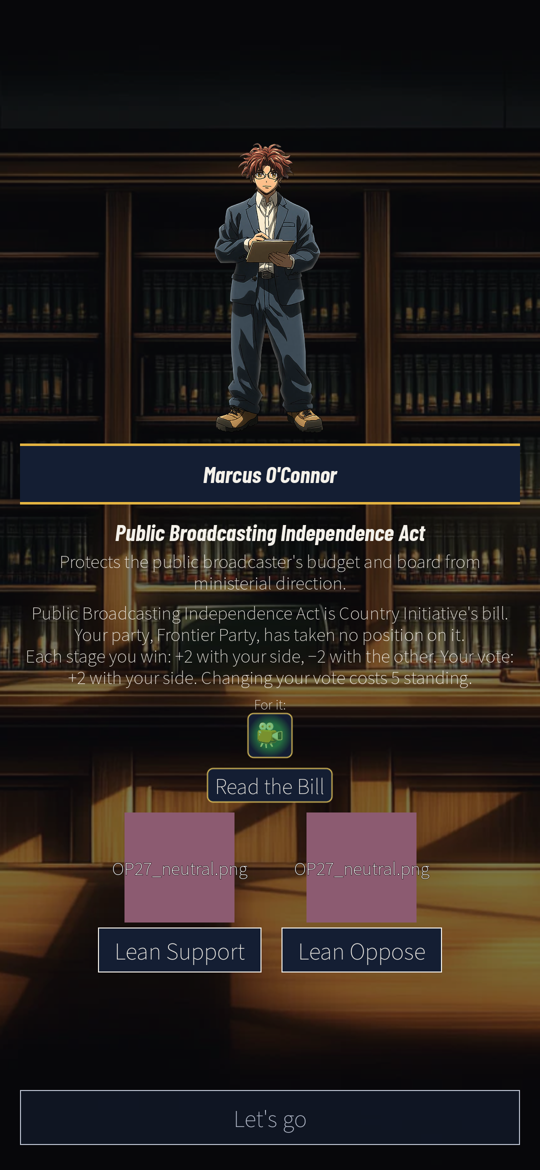 Marcus O'Connor
Public Broadcasting Independence Act
Protects the public broadcaster's budget and board from
ministerial direction.
Public Broadcasting Independence Act is Country Initiative's bill.
Your party, Frontier Party, has taken no position on it.
Each stage you win: +2 with your side, −2 with the other. Your vote:
+2 with your side. Changing your vote costs 5 standing.
For it:
Read the Bill
OP27_neutral.png OP27_neutral.png
Lean Support Lean Oppose
Let's go